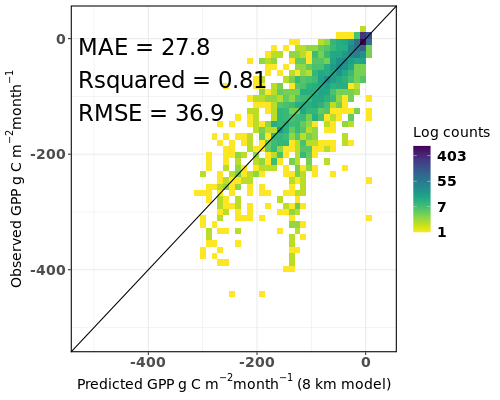 MAE = 27.8
Rsquared = 0.81
RMSE = 36.9
0
-200
-400
Observed GPP g C m⁻²month⁻¹
-400 -200 0
Predicted GPP g C m⁻²month⁻¹ (8 km model)
Log counts
403
55
7
1